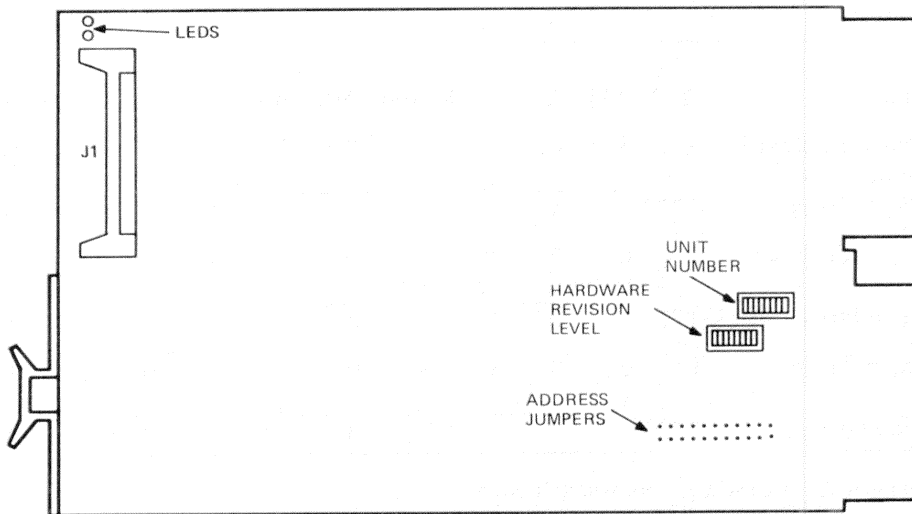 LEDS
J1
UNIT
NUMBER
HARDWARE
REVISION
LEVEL
ADDRESS
JUMPERS